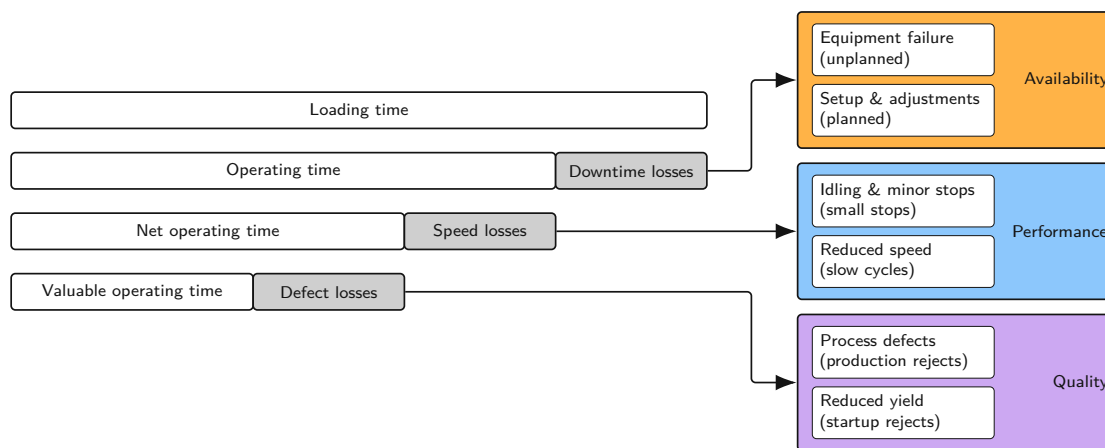 Loading time
Operating time
Downtime losses
Net operating time
Speed losses
Valuable operating time
Defect losses
Equipment failure
(unplanned)
Setup & adjustments
(planned)
Availability
Idling & minor stops
(small stops)
Reduced speed
(slow cycles)
Performance
Process defects
(production rejects)
Reduced yield
(startup rejects)
Quality